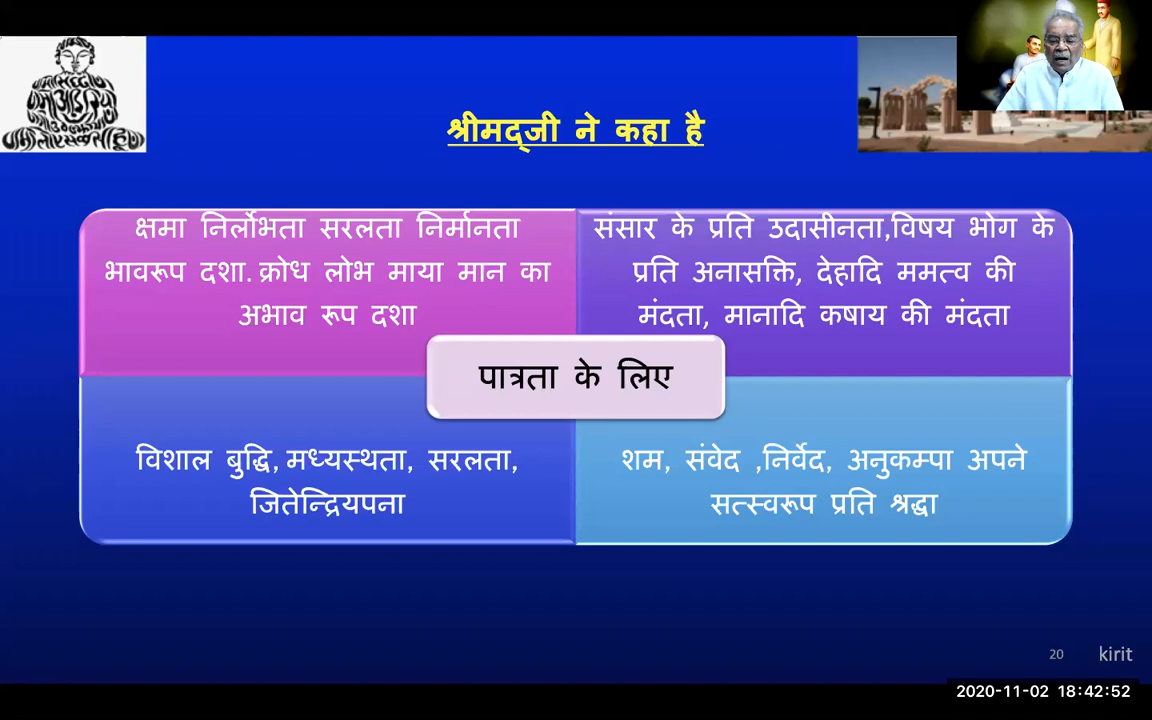 श्रीमद्जी ने कहा है
क्षमा निर्लोभता सरलता निर्मानता
भावरूप दशा. क्रोध लोभ माया मान का
अभाव रूप दशा
संसार के प्रति उदासीनता,विषय भोग के
प्रति अनासक्ति, देहादि ममत्व की
मंदता, मानादि कषाय की मंदता
पात्रता के लिए
विशाल बुद्धि, मध्यस्थता, सरलता,
जितेन्द्रियपना
शम, संवेद ,निर्वेद, अनुकम्पा अपने
सत्स्वरूप प्रति श्रद्धा
20 kirit
2020-11-02 18:42:52